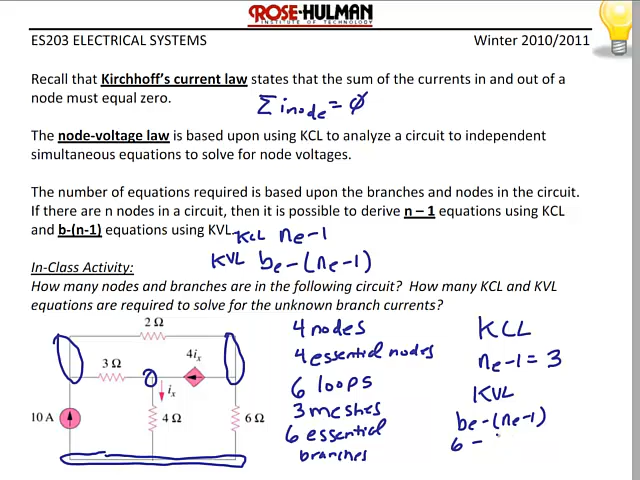 ROSE-HULMAN
INSTITUTE OF TECHNOLOGY
ES203 ELECTRICAL SYSTEMS Winter 2010/2011
Recall that Kirchhoff's current law states that the sum of the currents in and out of a
node must equal zero.
Σ inode = 0
The node-voltage law is based upon using KCL to analyze a circuit to independent
simultaneous equations to solve for node voltages.
The number of equations required is based upon the branches and nodes in the circuit.
If there are n nodes in a circuit, then it is possible to derive n – 1 equations using KCL
and b-(n-1) equations using KVL.
KCL ne-1
KVL be-(ne-1)
In-Class Activity:
How many nodes and branches are in the following circuit? How many KCL and KVL
equations are required to solve for the unknown branch currents?
2 Ω
3 Ω
4ix
ix
10 A
4 Ω
6 Ω
4 nodes
4 essential nodes
6 loops
3 meshes
6 essential
branches
KCL
ne-1 = 3
KVL
be-(ne-1)
6 -